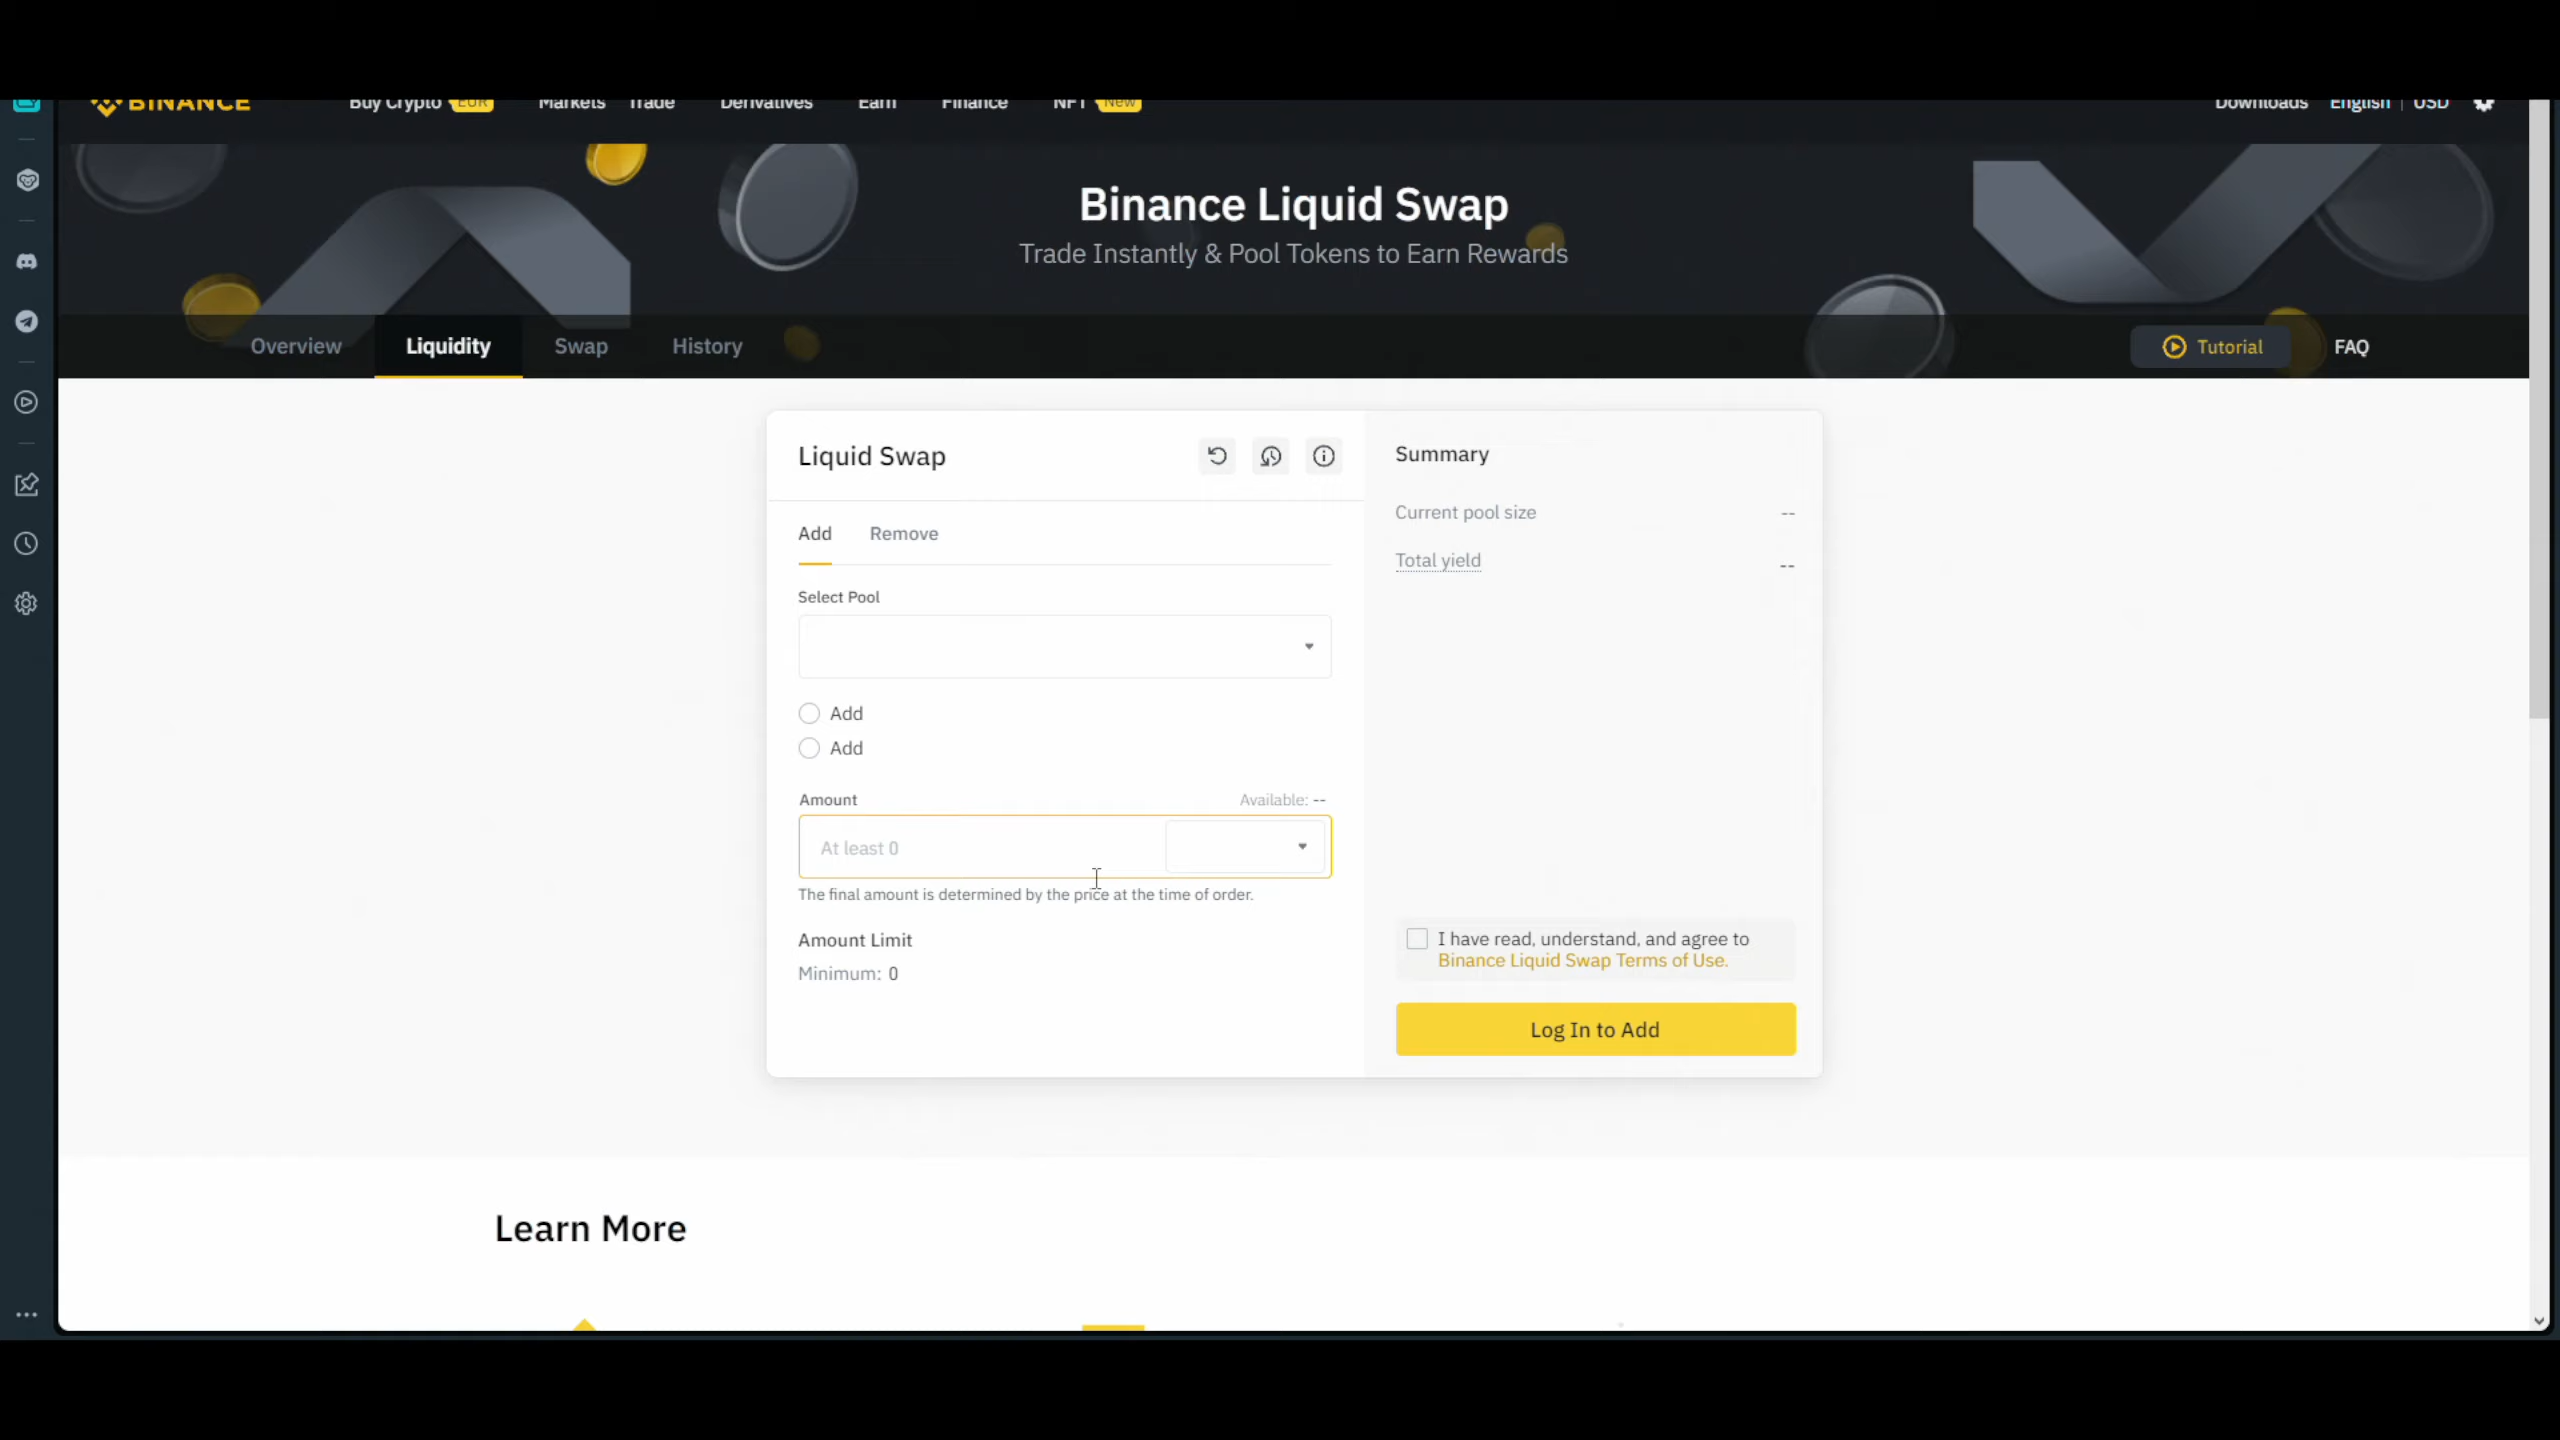 BINANCE
Buy Crypto EUR Markets Trade Derivatives Earn Finance NFT New Downloads English | USD
Binance Liquid Swap
Trade Instantly & Pool Tokens to Earn Rewards
Overview Liquidity Swap History Tutorial FAQ
Liquid Swap
Add Remove
Select Pool
Add
Add
Amount Available: --
At least 0
The final amount is determined by the price at the time of order.
Amount Limit
Minimum: 0
Summary
Current pool size --
Total yield --
I have read, understand, and agree to
Binance Liquid Swap Terms of Use.
Log In to Add
Learn More